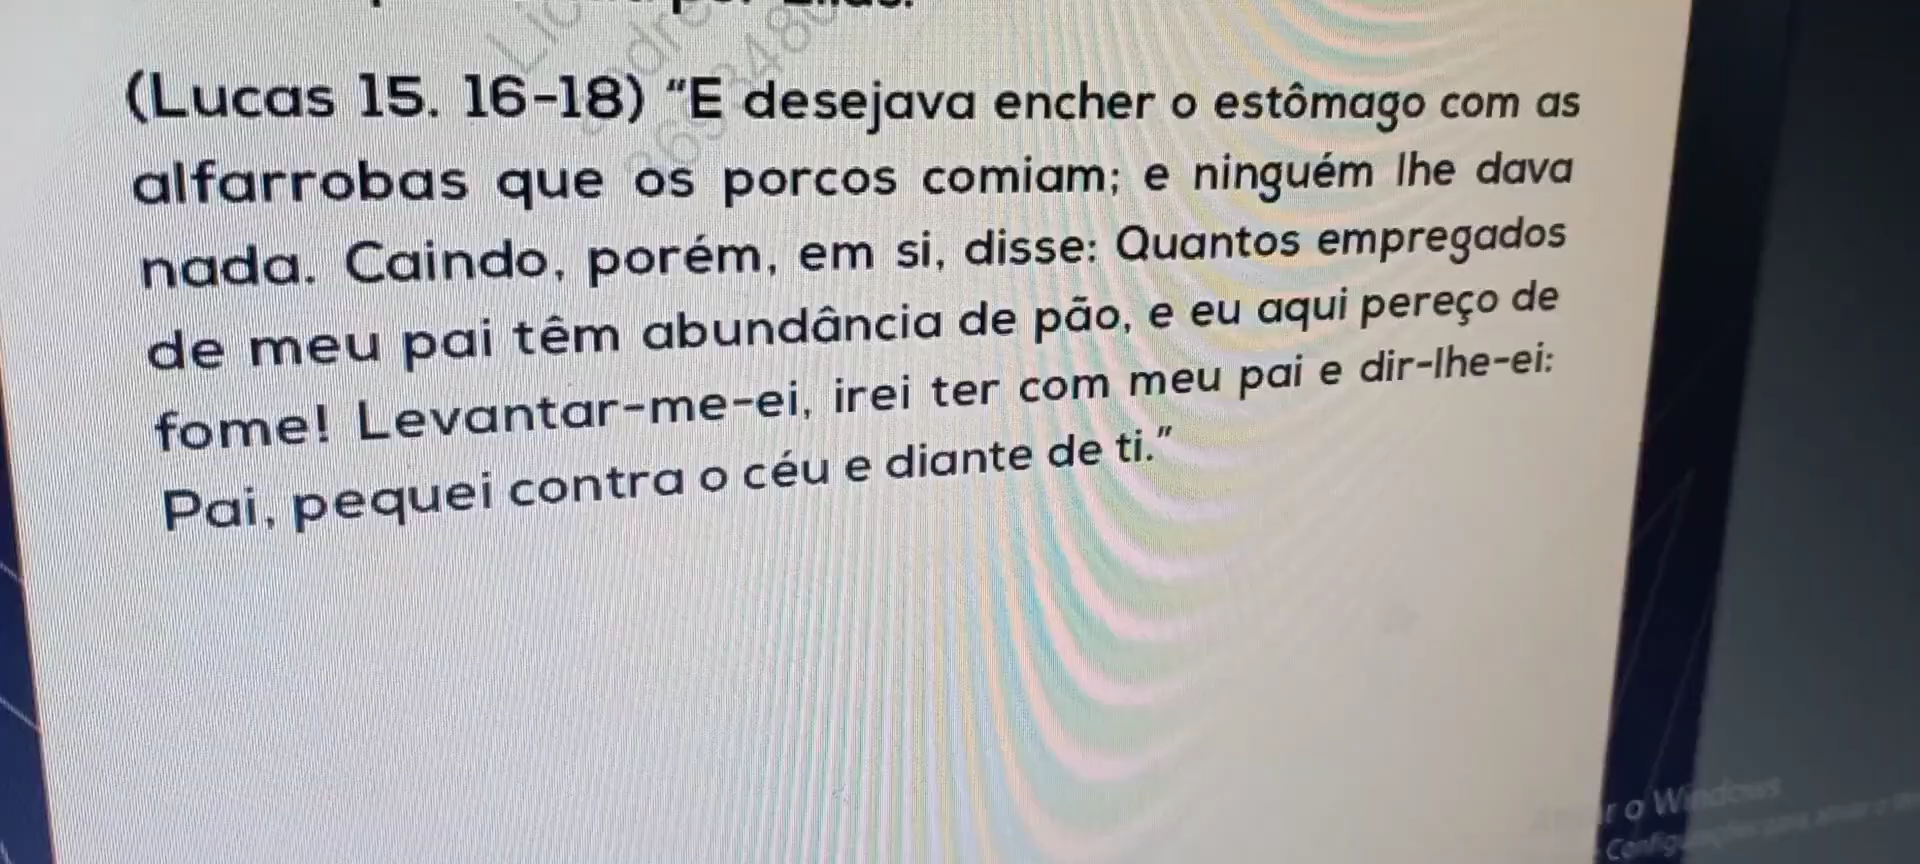 (Lucas 15. 16-18) “E desejava encher o estômago com as
alfarrobas que os porcos comiam; e ninguém lhe dava
nada. Caindo, porém, em si, disse: Quantos empregados
de meu pai têm abundância de pão, e eu aqui pereço de
fome! Levantar-me-ei, irei ter com meu pai e dir-lhe-ei:
Pai, pequei contra o céu e diante de ti.”
o Windows